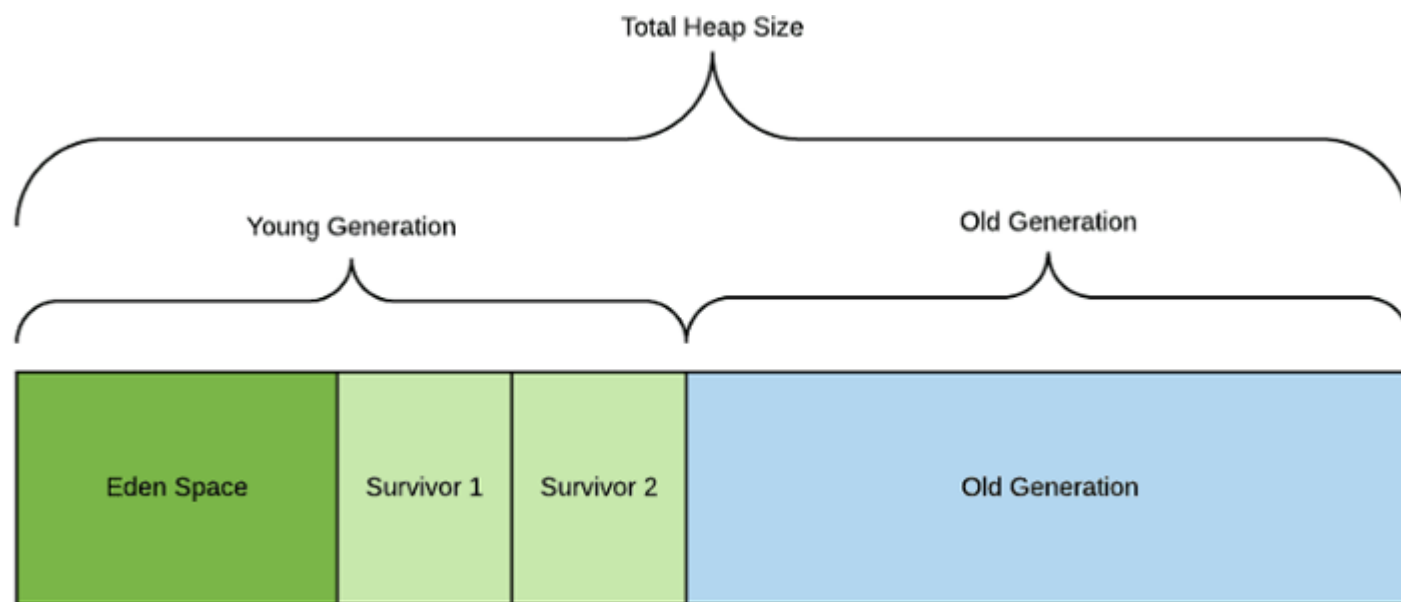 Total Heap Size
Young Generation
Old Generation
Eden Space
Survivor 1
Survivor 2
Old Generation